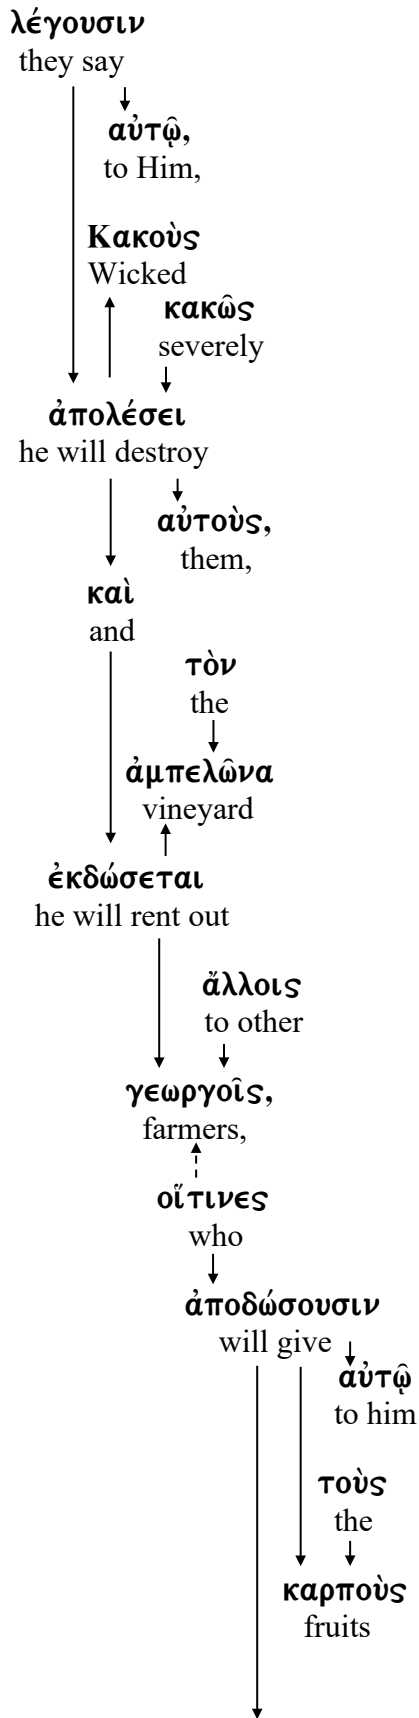 λέγουσιν
they say
αὐτῷ,
to Him,
Κακοὺς
Wicked
κακῶς
severely
ἀπολέσει
he will destroy
αὐτοὺς,
them,
καὶ
and
τὸν
the
ἀμπελῶνα
vineyard
ἐκδώσεται
he will rent out
ἄλλοις
to other
γεωργοῖς,
farmers,
οἵτινες
who
ἀποδώσουσιν
will give
αὐτῷ
to him
τοὺς
the
καρποὺς
fruits